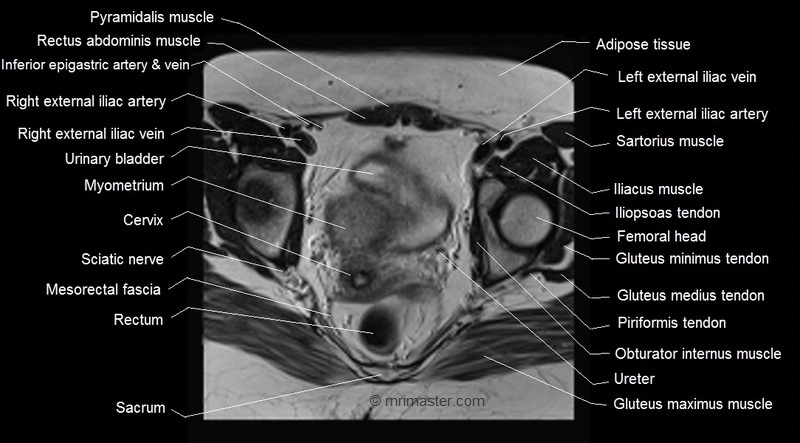 Pyramidalis muscle
Rectus abdominis muscle
Inferior epigastric artery & vein
Right external iliac artery
Right external iliac vein
Urinary bladder
Myometrium
Cervix
Sciatic nerve
Mesorectal fascia
Rectum
Sacrum
Adipose tissue
Left external iliac vein
Left external iliac artery
Sartorius muscle
Iliacus muscle
Iliopsoas tendon
Femoral head
Gluteus minimus tendon
Gluteus medius tendon
Piriformis tendon
Obturator internus muscle
Ureter
Gluteus maximus muscle
© mrimaster.com